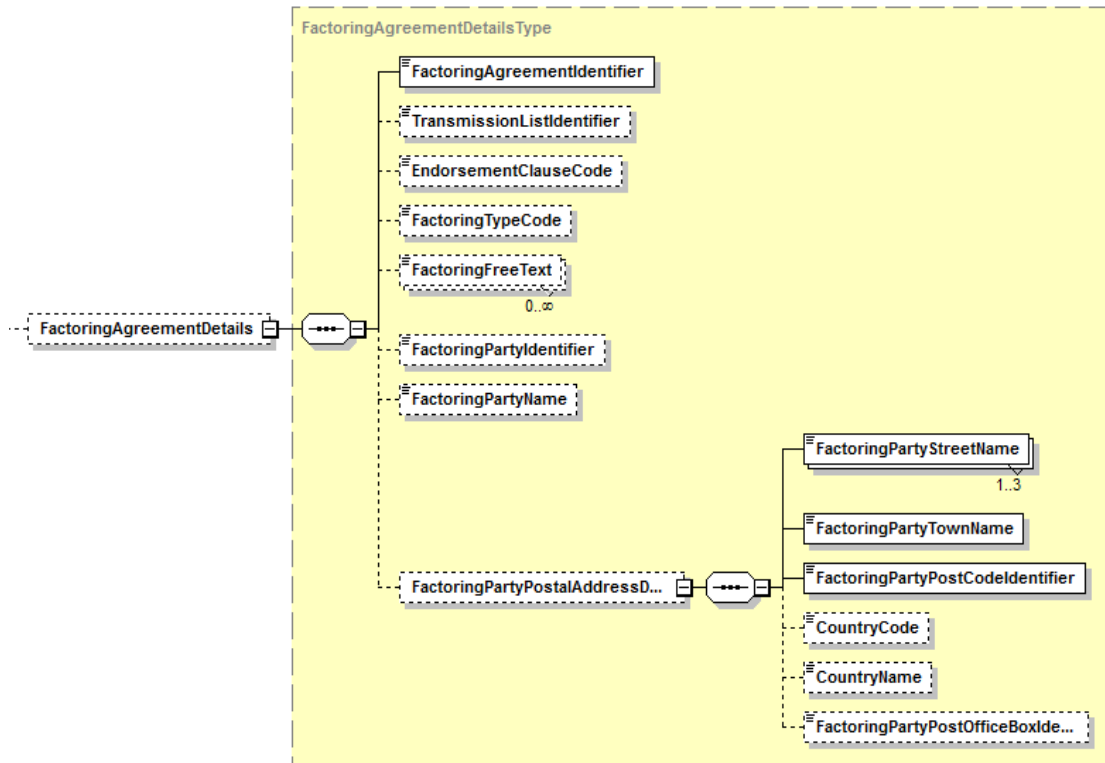 FactoringAgreementDetailsType
FactoringAgreementIdentifier
TransmissionListIdentifier
EndorsementClauseCode
FactoringTypeCode
FactoringFreeText
0..∞
FactoringAgreementDetails
FactoringPartyIdentifier
FactoringPartyName
FactoringPartyStreetName
1..3
FactoringPartyTownName
FactoringPartyPostCodeIdentifier
FactoringPartyPostalAddressD...
CountryCode
CountryName
FactoringPartyPostOfficeBoxIde...